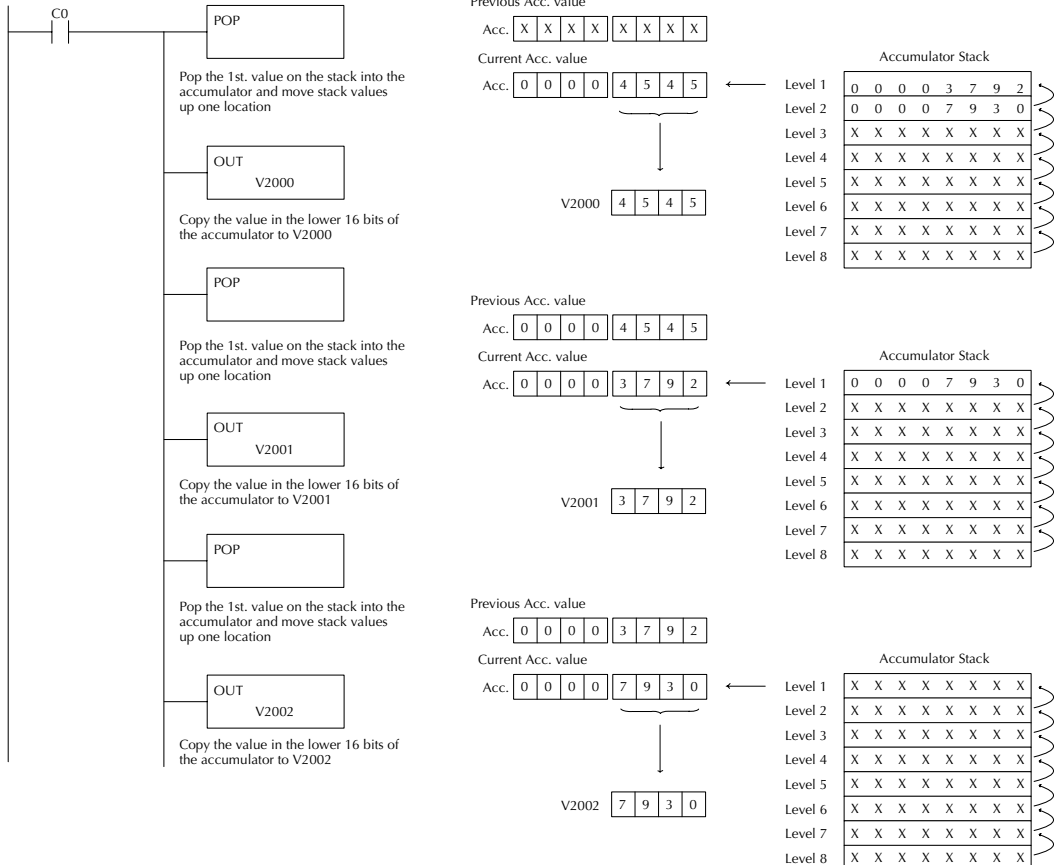 C0
POP
Pop the 1st. value on the stack into the
accumulator and move stack values
up one location
OUT
V2000
Copy the value in the lower 16 bits of
the accumulator to V2000
POP
Pop the 1st. value on the stack into the
accumulator and move stack values
up one location
OUT
V2001
Copy the value in the lower 16 bits of
the accumulator to V2001
POP
Pop the 1st. value on the stack into the
accumulator and move stack values
up one location
OUT
V2002
Copy the value in the lower 16 bits of
the accumulator to V2002
Previous Acc. value
Acc. X X X X X X X X
Current Acc. value
Acc. 0 0 0 0 4 5 4 5
V2000 4 5 4 5
Accumulator Stack
Level 1 0 0 0 0 3 7 9 2
Level 2 0 0 0 0 7 9 3 0
Level 3 X X X X X X X X
Level 4 X X X X X X X X
Level 5 X X X X X X X X
Level 6 X X X X X X X X
Level 7 X X X X X X X X
Level 8 X X X X X X X X
Previous Acc. value
Acc. 0 0 0 0 4 5 4 5
Current Acc. value
Acc. 0 0 0 0 3 7 9 2
V2001 3 7 9 2
Accumulator Stack
Level 1 0 0 0 0 7 9 3 0
Level 2 X X X X X X X X
Level 3 X X X X X X X X
Level 4 X X X X X X X X
Level 5 X X X X X X X X
Level 6 X X X X X X X X
Level 7 X X X X X X X X
Level 8 X X X X X X X X
Previous Acc. value
Acc. 0 0 0 0 3 7 9 2
Current Acc. value
Acc. 0 0 0 0 7 9 3 0
V2002 7 9 3 0
Accumulator Stack
Level 1 X X X X X X X X
Level 2 X X X X X X X X
Level 3 X X X X X X X X
Level 4 X X X X X X X X
Level 5 X X X X X X X X
Level 6 X X X X X X X X
Level 7 X X X X X X X X
Level 8 X X X X X X X X